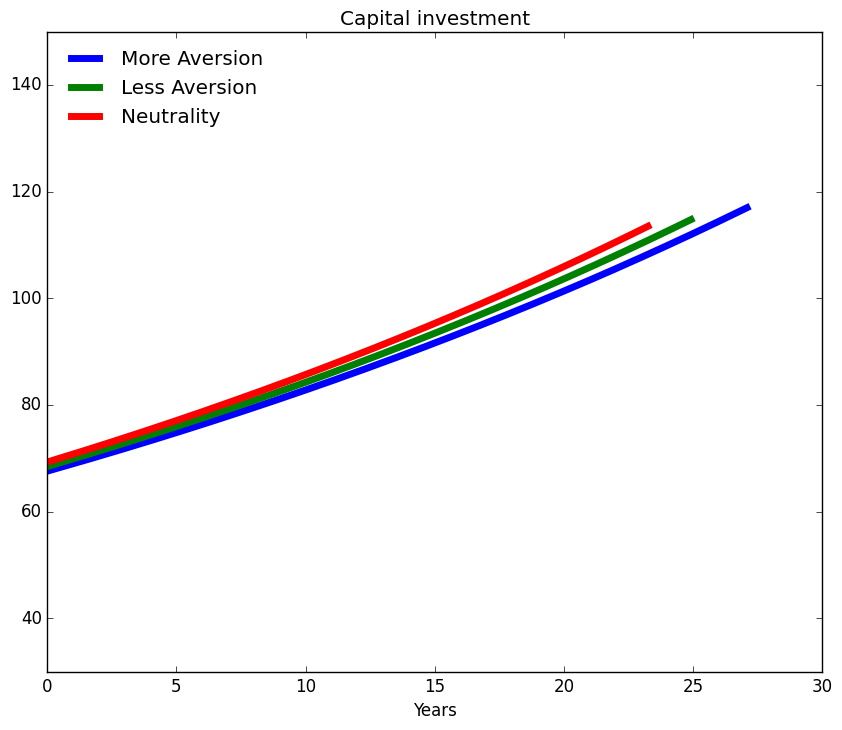 Capital investment
More Aversion
Less Aversion
Neutrality
140
120
100
80
60
40
0 5 10 15 20 25 30
Years